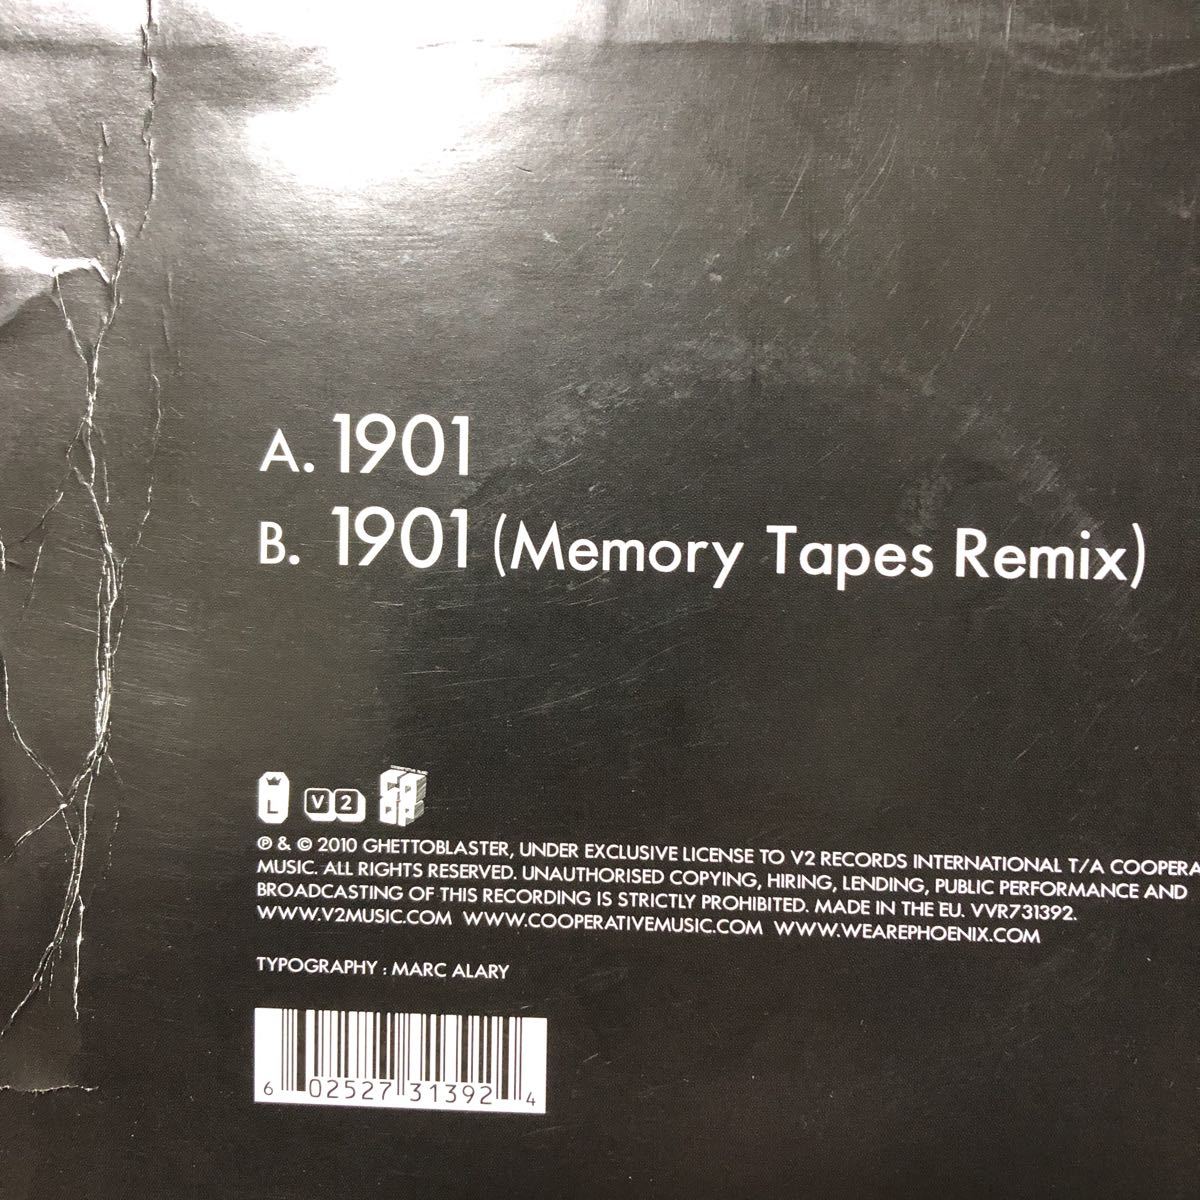 A. 1901
B. 1901 (Memory Tapes Remix)
L V2 COOP
℗ & © 2010 GHETTOBLASTER, UNDER EXCLUSIVE LICENSE TO V2 RECORDS INTERNATIONAL T/A COOPERA
MUSIC. ALL RIGHTS RESERVED. UNAUTHORISED COPYING, HIRING, LENDING, PUBLIC PERFORMANCE AND
BROADCASTING OF THIS RECORDING IS STRICTLY PROHIBITED. MADE IN THE EU. VVR731392.
WWW.V2MUSIC.COM WWW.COOPERATIVEMUSIC.COM WWW.WEAREPHOENIX.COM
TYPOGRAPHY : MARC ALARY
6 02527 31392 4